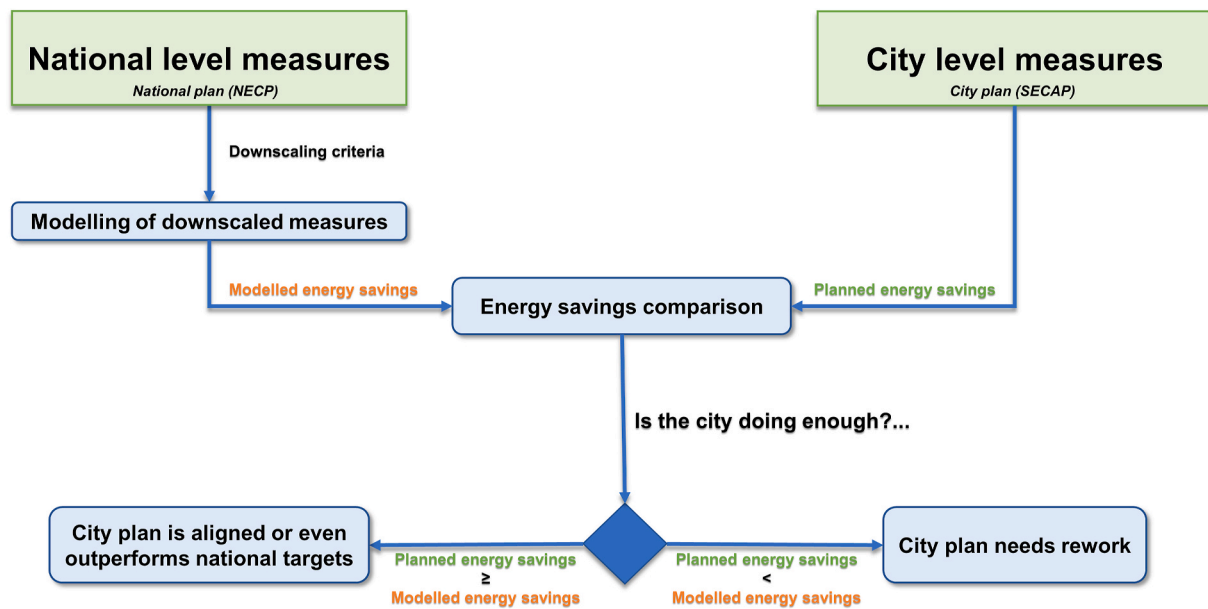 National level measures
National plan (NECP)
City level measures
City plan (SECAP)
Downscaling criteria
Modelling of downscaled measures
Modelled energy savings
Planned energy savings
Energy savings comparison
Is the city doing enough?...
City plan is aligned or even
outperforms national targets
Planned energy savings
≥
Modelled energy savings
Planned energy savings
<
Modelled energy savings
City plan needs rework